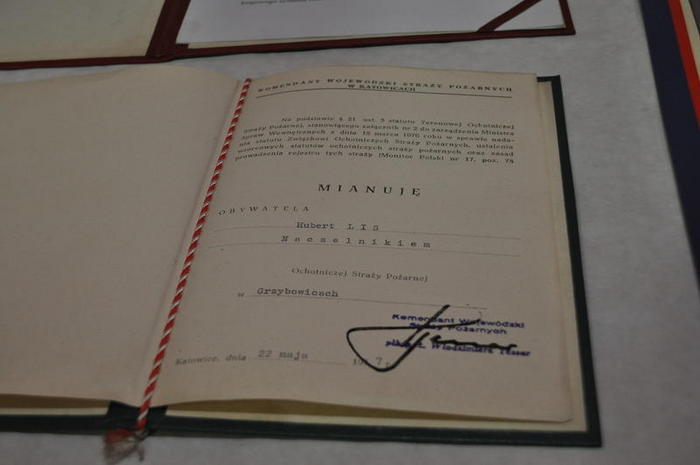 KOMENDANT WOJEWÓDZKI STRAŻY POŻARNYCH
W KATOWICACH
Na podstawie § 21 ust. 5 statutu Terenowej Ochotniczej
Straży Pożarnej, stanowiącego załącznik nr 2 do zarządzenia Ministra
Spraw Wewnętrznych z dnia 15 marca 1976 roku w sprawie nada-
nia statutu Związkowi Ochotniczych Straży Pożarnych, ustalenia
wzorcowych statutów ochotniczych straży pożarnych oraz zasad
prowadzenia rejestru tych straży (Monitor Polski nr 17, poz. 78
MIANUJĘ
OBYWATELA
Hubert LIS
Naczelnikiem
Ochotniczej Straży Pożarnej
w Grzybowicach
Komendant Wojewódzki
Straży Pożarnych
Włodzimierz Tesser
Katowice, dnia 22 maja